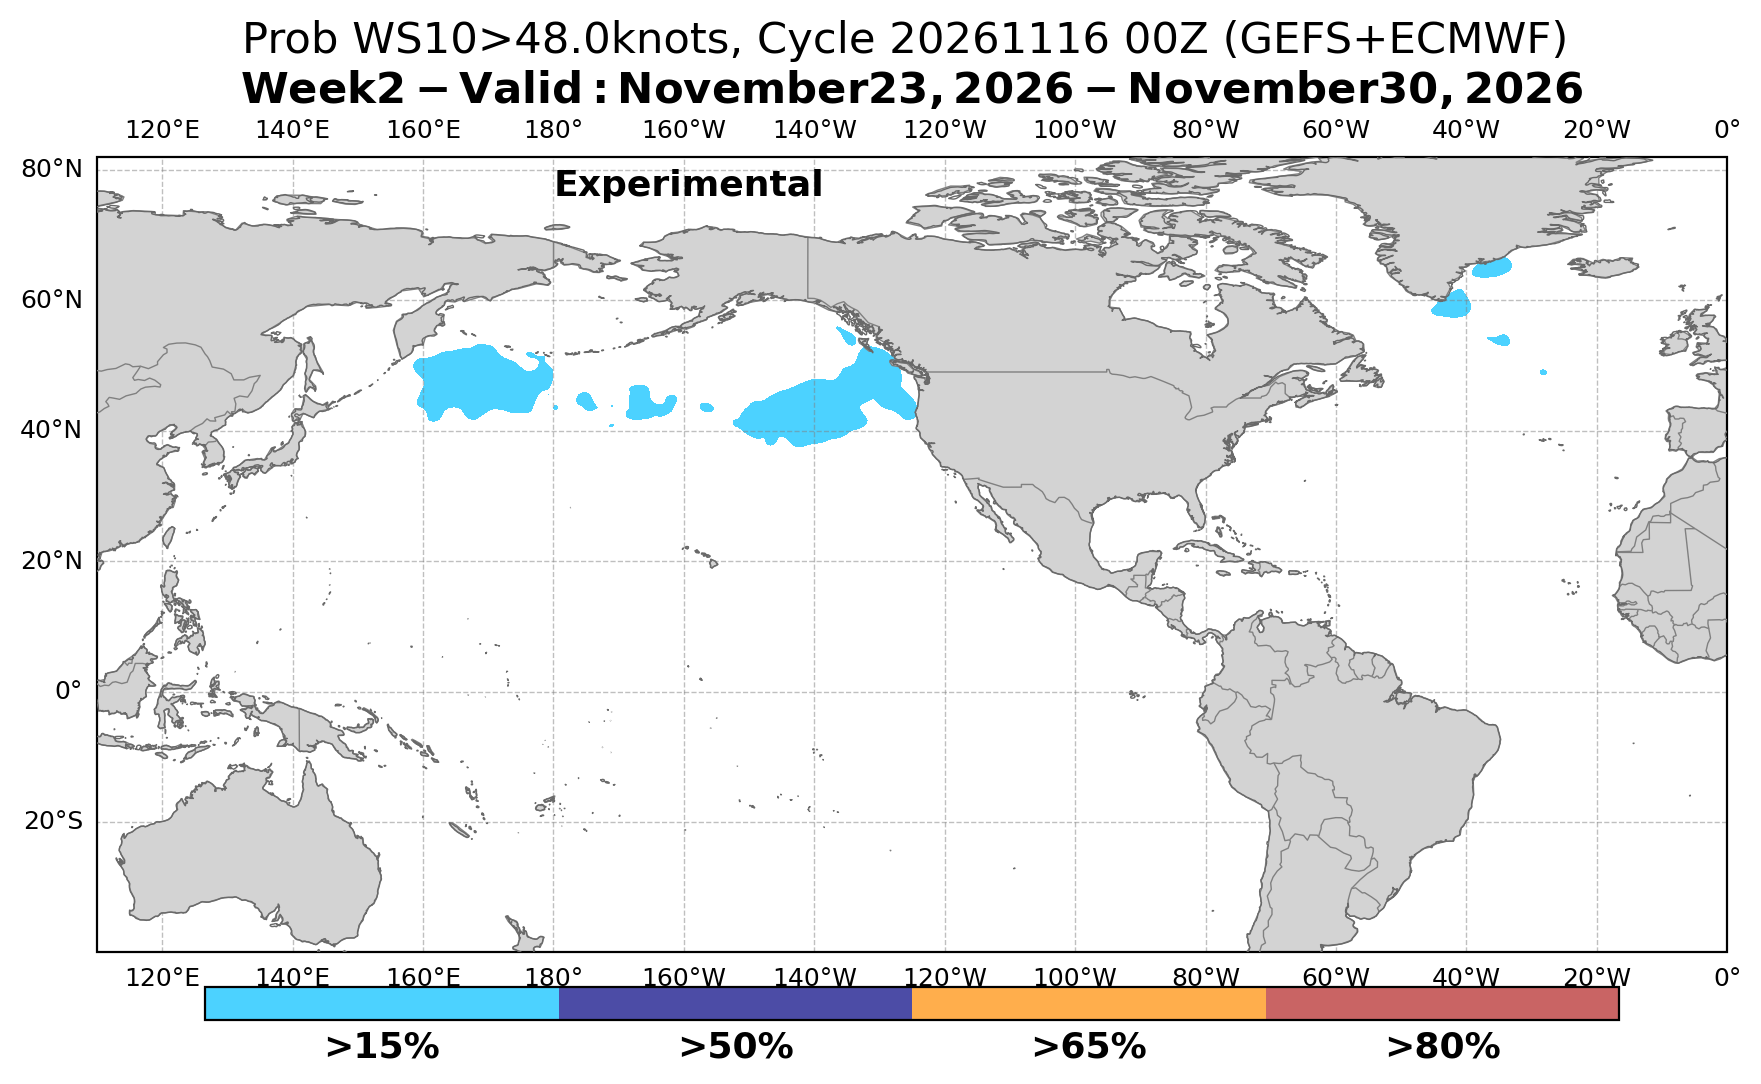 Prob WS10>48.0knots, Cycle 20261116 00Z (GEFS+ECMWF)
Week2 − Valid : November23, 2026 − November30, 2026
120°E 140°E 160°E 180° 160°W 140°W 120°W 100°W 80°W 60°W 40°W 20°W 0°
80°N
Experimental
60°N
40°N
20°N
0°
20°S
120°E 140°E 160°E 180° 160°W 140°W 120°W 100°W 80°W 60°W 40°W 20°W 0°
>15% >50% >65% >80%